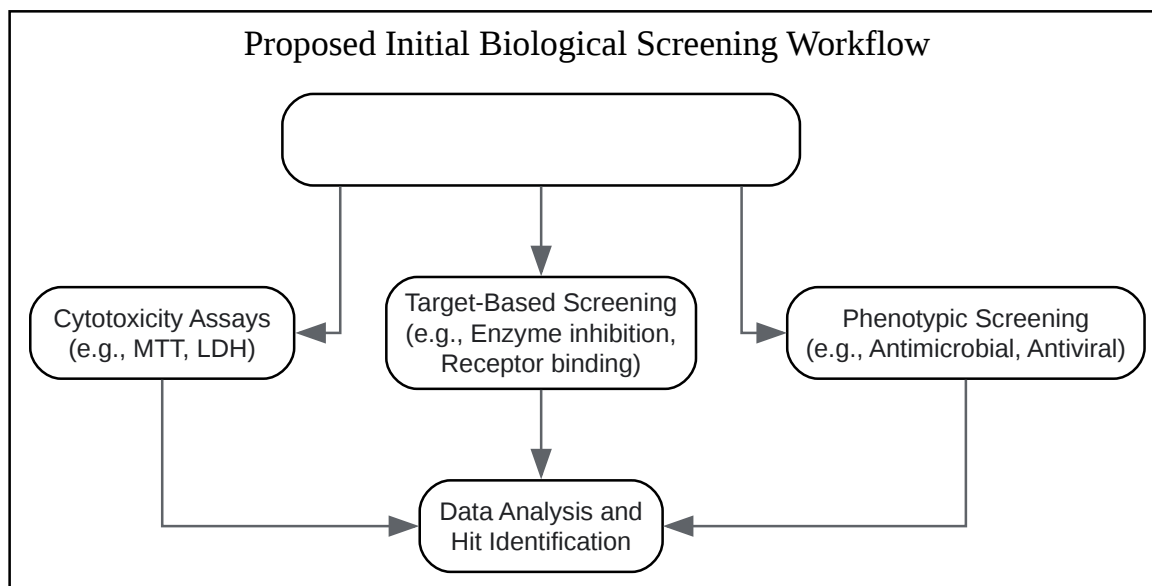 Proposed Initial Biological Screening Workflow
Cytotoxicity Assays
(e.g., MTT, LDH)
Target-Based Screening
(e.g., Enzyme inhibition,
Receptor binding)
Phenotypic Screening
(e.g., Antimicrobial, Antiviral)
Data Analysis and
Hit Identification